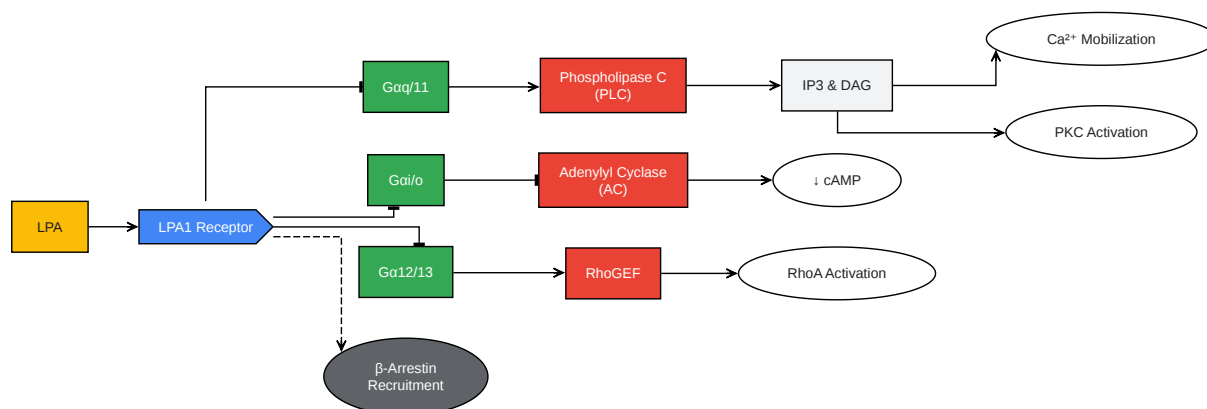 Ca²⁺ Mobilization
Gαq/11
Phospholipase C
(PLC)
IP3 & DAG
PKC Activation
Gαi/o
Adenylyl Cyclase
(AC)
↓ cAMP
LPA
LPA1 Receptor
Gα12/13
RhoGEF
RhoA Activation
β-Arrestin
Recruitment